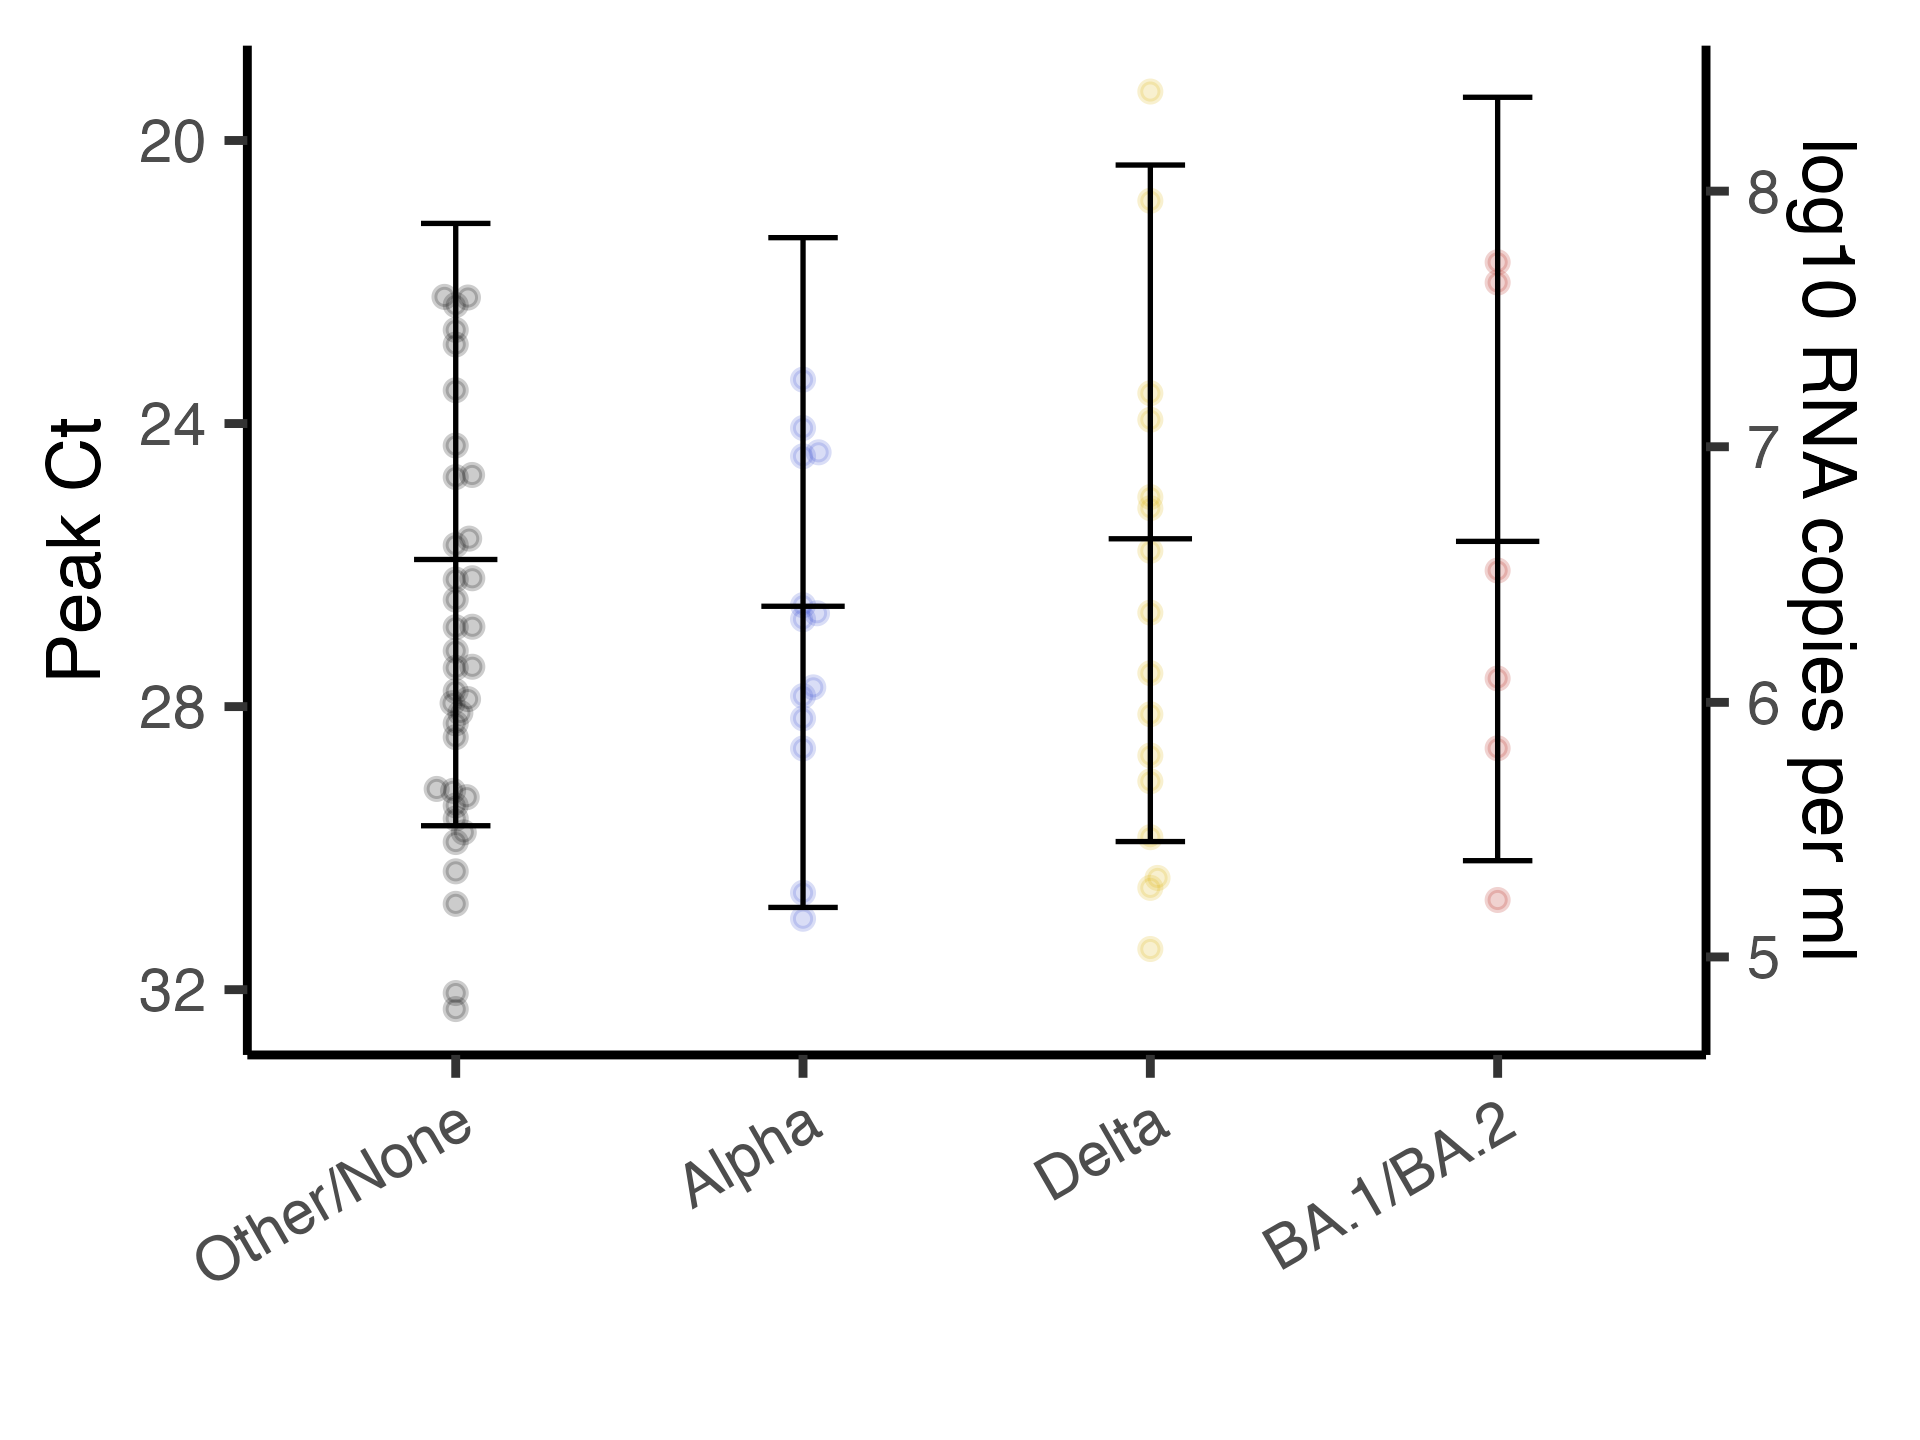 Peak Ct
20
24
28
32
8
7
6
5
log10 RNA copies per ml
Other/None
Alpha
Delta
BA.1/BA.2